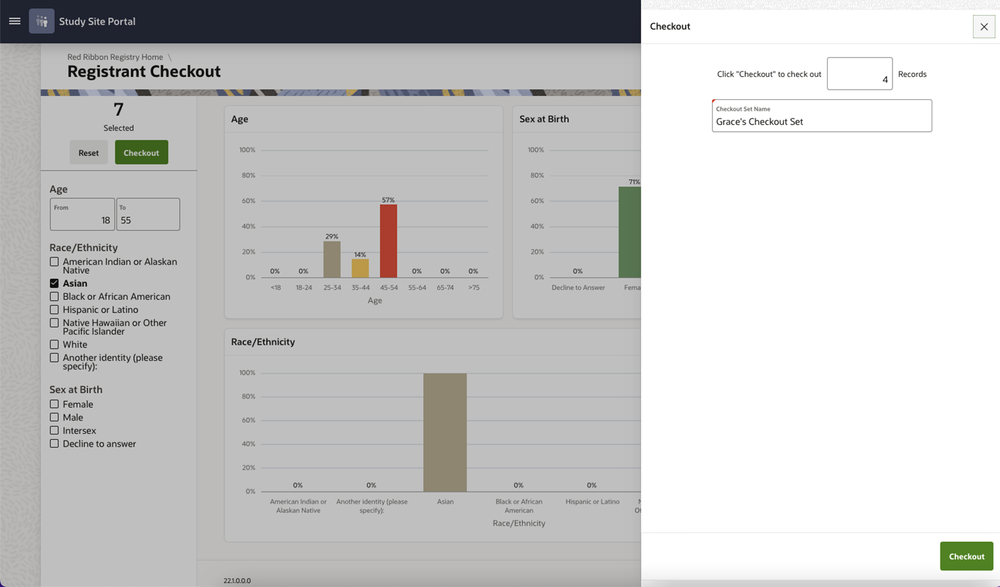 Study Site Portal
Red Ribbon Registry Home \
Registrant Checkout
7
Selected
Reset
Checkout
Age
From
18
To
55
Race/Ethnicity
American Indian or Alaskan
Native
Asian
Black or African American
Hispanic or Latino
Native Hawaiian or Other
Pacific Islander
White
Another identity (please
specify):
Sex at Birth
Female
Male
Intersex
Decline to answer
Age
100%
80%
60%
40%
20%
0%
0%
0%
29%
14%
57%
0%
0%
0%
<18
18-24
25-34
35-44
45-54
55-64
65-74
>75
Age
Sex at Birth
100%
80%
60%
40%
20%
0%
0%
71%
Decline to Answer
Fema
Race/Ethnicity
100%
80%
60%
40%
20%
0%
0%
0%
0%
0%
American Indian or
Alaskan Native
Another identity (please
specify):
Asian
Black or African
American
Hispanic or Latino
N
Ot
Race/Ethnicity
22.1.0.0.0
Checkout
Click "Checkout" to check out
4
Records
Checkout Set Name
Grace's Checkout Set
Checkout